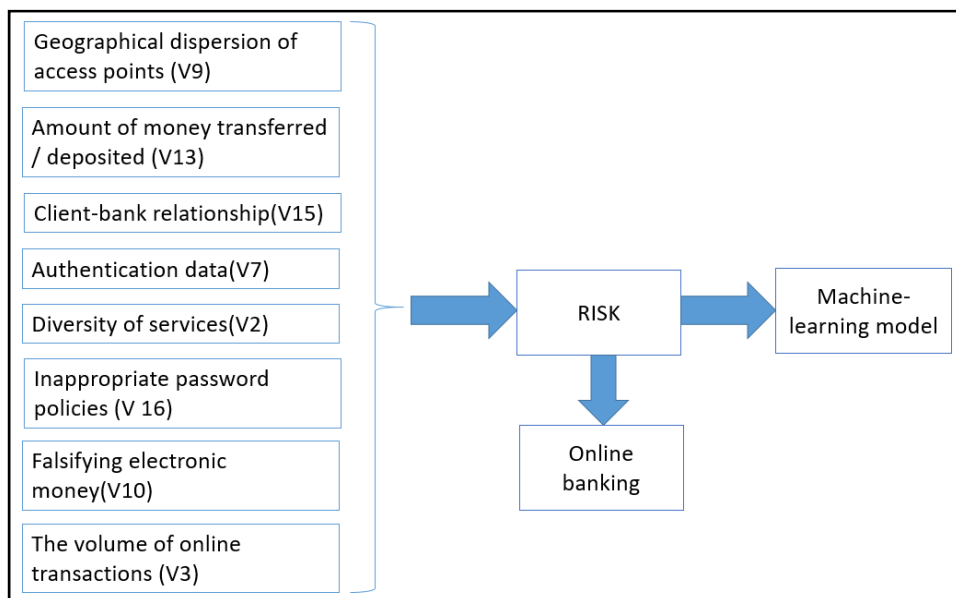 Geographical dispersion of
access points (V9)
Amount of money transferred
/ deposited (V13)
Client-bank relationship(V15)
Authentication data(V7)
Diversity of services(V2)
Inappropriate password
policies (V 16)
Falsifying electronic
money(V10)
The volume of online
transactions (V3)
RISK
Machine-
learning model
Online
banking